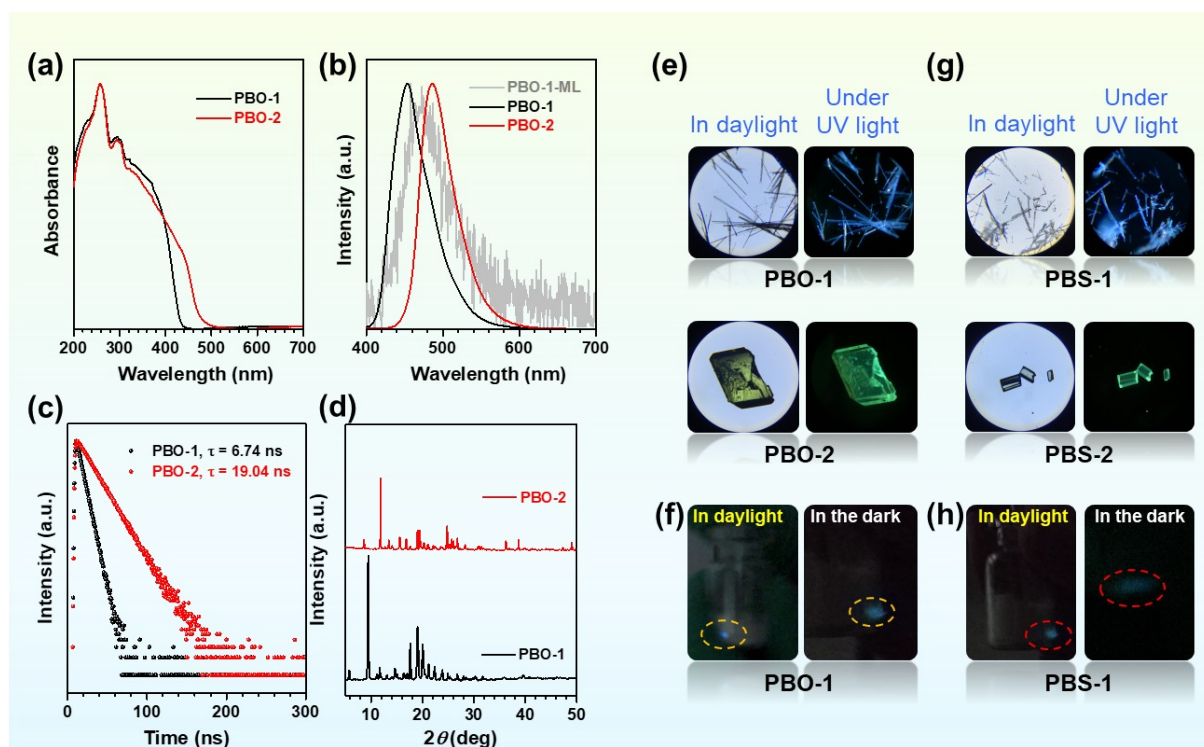 (a)
PBO-1
PBO-2
Absorbance
200 300 400 500 600 700
Wavelength (nm)
(b)
PBO-1-ML
PBO-1
PBO-2
Intensity (a.u.)
400 500 600 700
Wavelength (nm)
(c)
PBO-1, τ = 6.74 ns
PBO-2, τ = 19.04 ns
Intensity (a.u.)
0 100 200 300
Time (ns)
(d)
PBO-2
PBO-1
Intensity (a.u.)
10 20 30 40 50
2θ (deg)
(e)
In daylight
Under
UV light
PBO-1
PBO-2
(f)
In daylight
In the dark
PBO-1
(g)
In daylight
Under
UV light
PBS-1
PBS-2
(h)
In daylight
In the dark
PBS-1